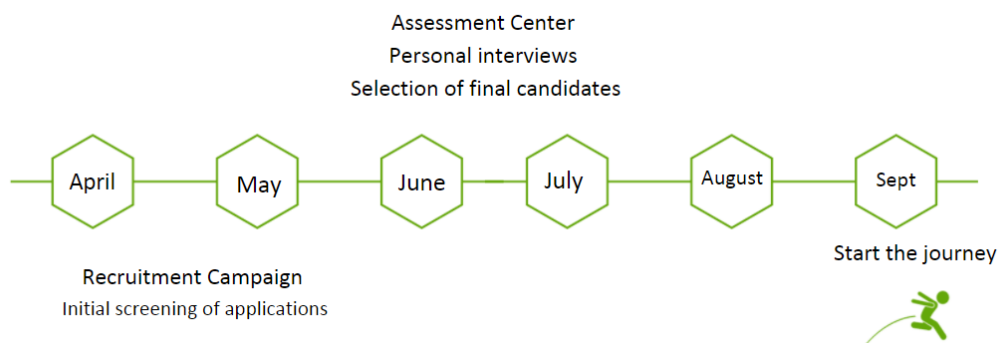 Assessment Center
Personal interviews
Selection of final candidates
April
May
June
July
August
Sept
Start the journey
Recruitment Campaign
Initial screening of applications